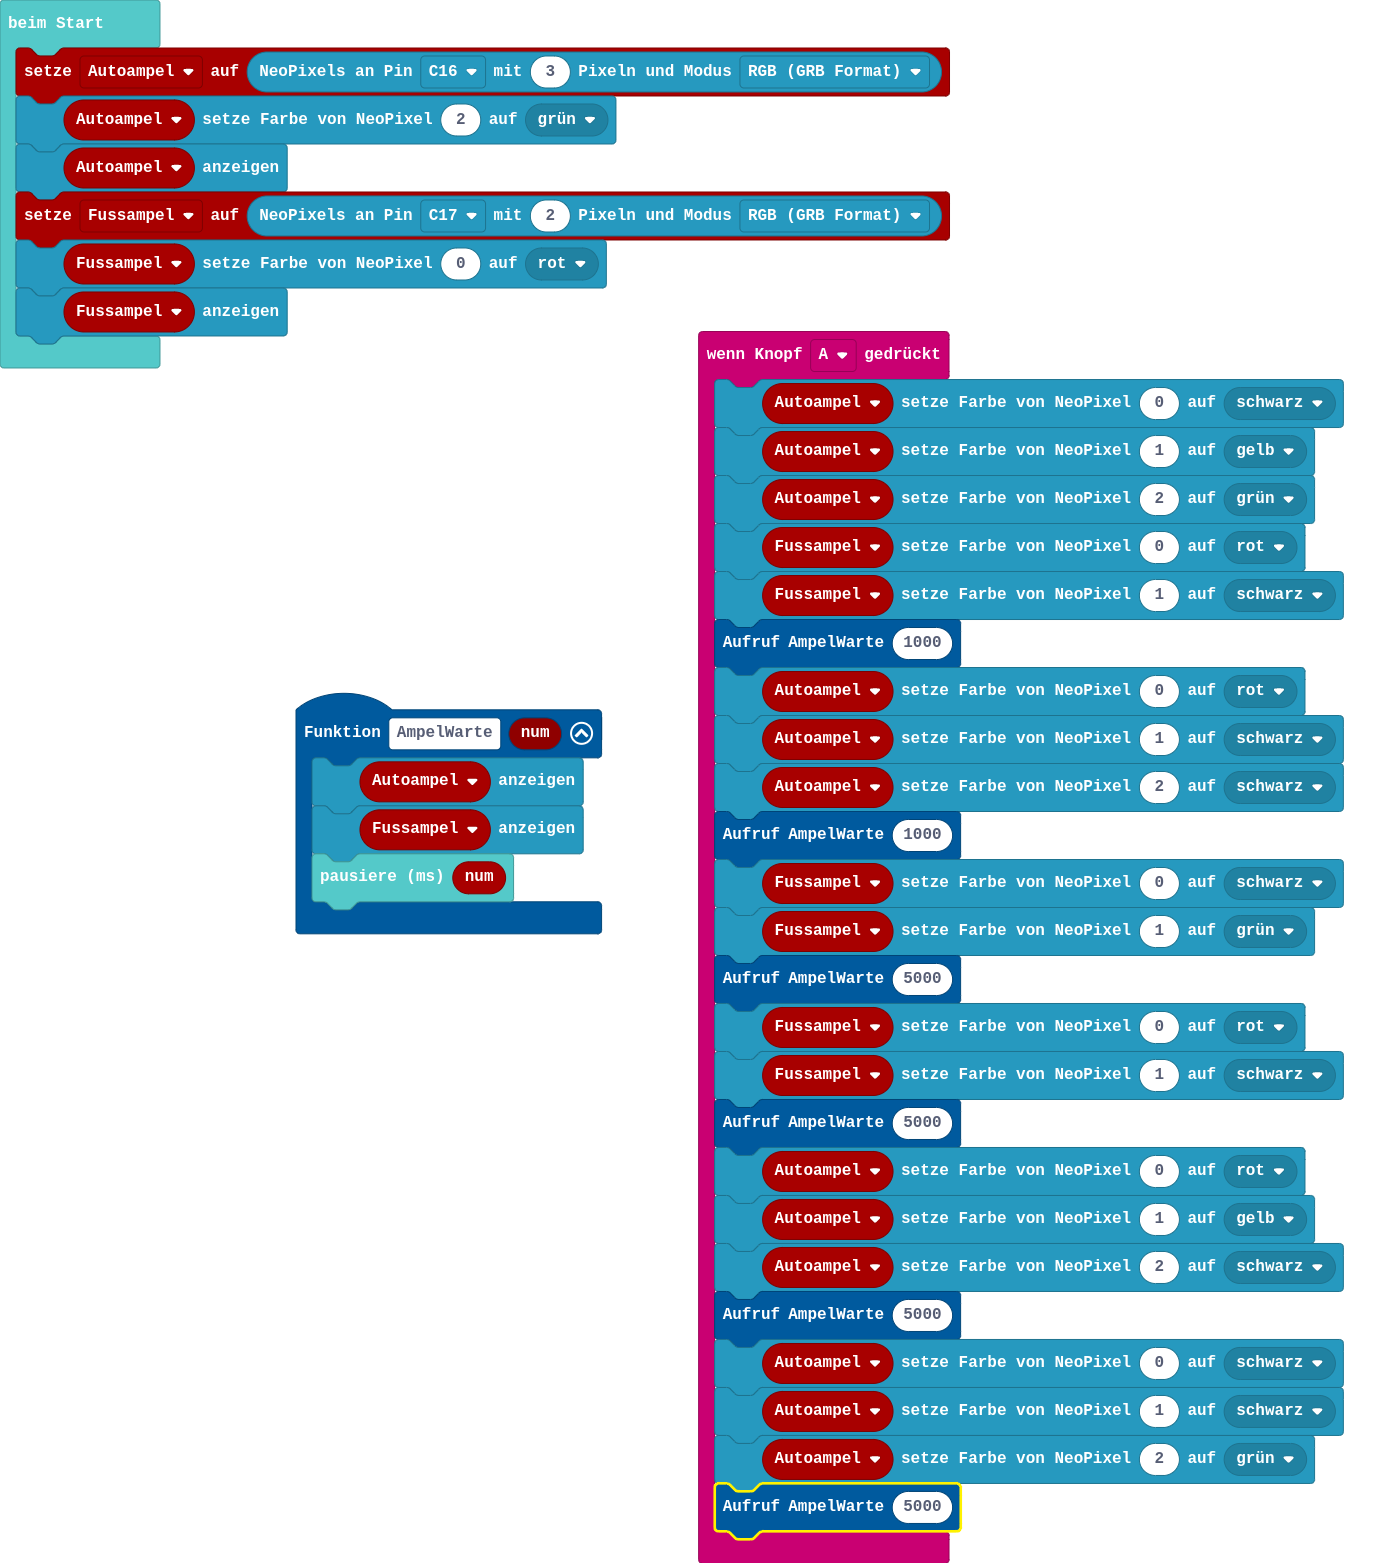 beim Start
setze Autoampel auf NeoPixels an Pin C16 mit 3 Pixeln und Modus RGB (GRB Format)
Autoampel setze Farbe von NeoPixel 2 auf grün
Autoampel anzeigen
setze Fussampel auf NeoPixels an Pin C17 mit 2 Pixeln und Modus RGB (GRB Format)
Fussampel setze Farbe von NeoPixel 0 auf rot
Fussampel anzeigen
wenn Knopf A gedrückt
Autoampel setze Farbe von NeoPixel 0 auf schwarz
Autoampel setze Farbe von NeoPixel 1 auf gelb
Autoampel setze Farbe von NeoPixel 2 auf grün
Fussampel setze Farbe von NeoPixel 0 auf rot
Fussampel setze Farbe von NeoPixel 1 auf schwarz
Aufruf AmpelWarte 1000
Autoampel setze Farbe von NeoPixel 0 auf rot
Autoampel setze Farbe von NeoPixel 1 auf schwarz
Autoampel setze Farbe von NeoPixel 2 auf schwarz
Aufruf AmpelWarte 1000
Fussampel setze Farbe von NeoPixel 0 auf schwarz
Fussampel setze Farbe von NeoPixel 1 auf grün
Aufruf AmpelWarte 5000
Fussampel setze Farbe von NeoPixel 0 auf rot
Fussampel setze Farbe von NeoPixel 1 auf schwarz
Aufruf AmpelWarte 5000
Autoampel setze Farbe von NeoPixel 0 auf rot
Autoampel setze Farbe von NeoPixel 1 auf gelb
Autoampel setze Farbe von NeoPixel 2 auf schwarz
Aufruf AmpelWarte 5000
Autoampel setze Farbe von NeoPixel 0 auf schwarz
Autoampel setze Farbe von NeoPixel 1 auf schwarz
Autoampel setze Farbe von NeoPixel 2 auf grün
Aufruf AmpelWarte 5000
Funktion AmpelWarte num
Autoampel anzeigen
Fussampel anzeigen
pausiere (ms) num